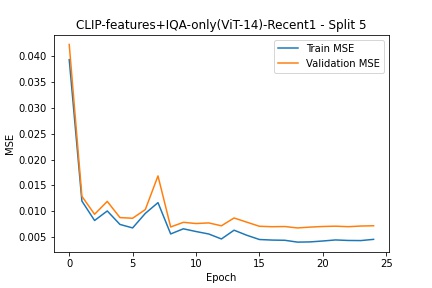 CLIP-features+IQA-only(ViT-14)-Recent1 - Split 5
Train MSE
Validation MSE
MSE
0.040
0.035
0.030
0.025
0.020
0.015
0.010
0.005
0 5 10 15 20 25
Epoch